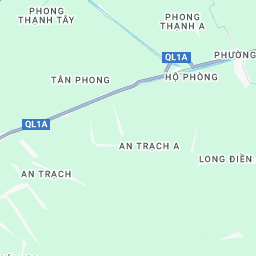 PHONG
THẠNH TÂY
PHONG
THẠNH A
PHƯỜNG
QL1A
HỘ PHÒNG
TÂN PHONG
QL1A
AN TRẠCH A
LONG ĐIỀN
AN TRẠCH